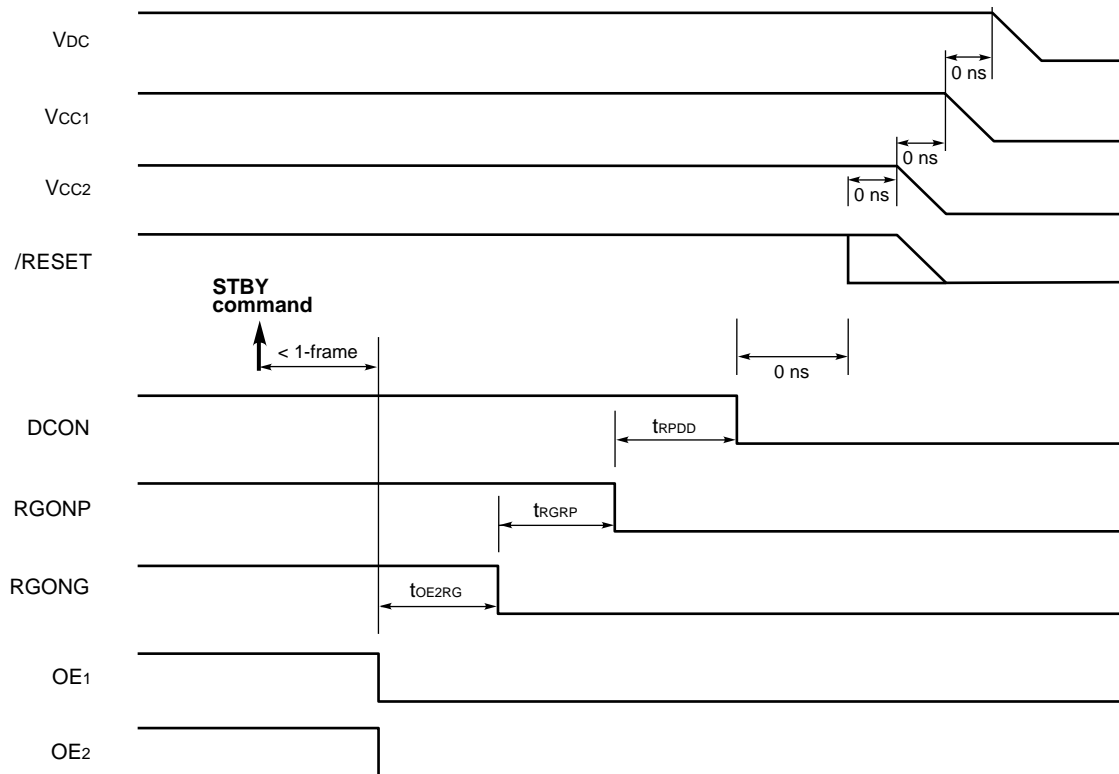 VDC
0 ns
VCC1
0 ns
VCC2
0 ns
/RESET
STBY
command
< 1-frame
0 ns
DCON
tRPDD
RGONP
tRGRP
RGONG
tOE2RG
OE1
OE2